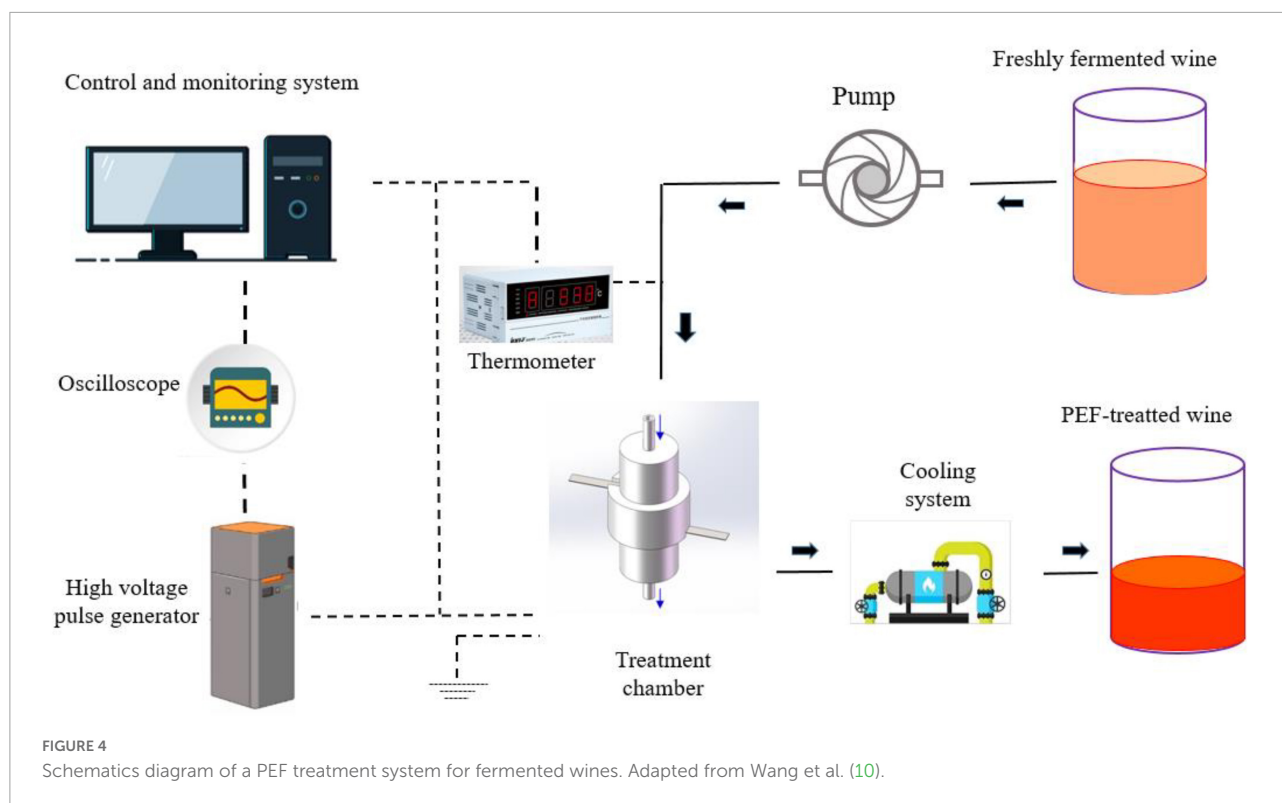 Control and monitoring system
Freshly fermented wine
Pump
Thermometer
Oscilloscope
PEF-treatted wine
Cooling
system
High voltage
pulse generator
Treatment
chamber
FIGURE 4
Schematics diagram of a PEF treatment system for fermented wines. Adapted from Wang et al. (10).